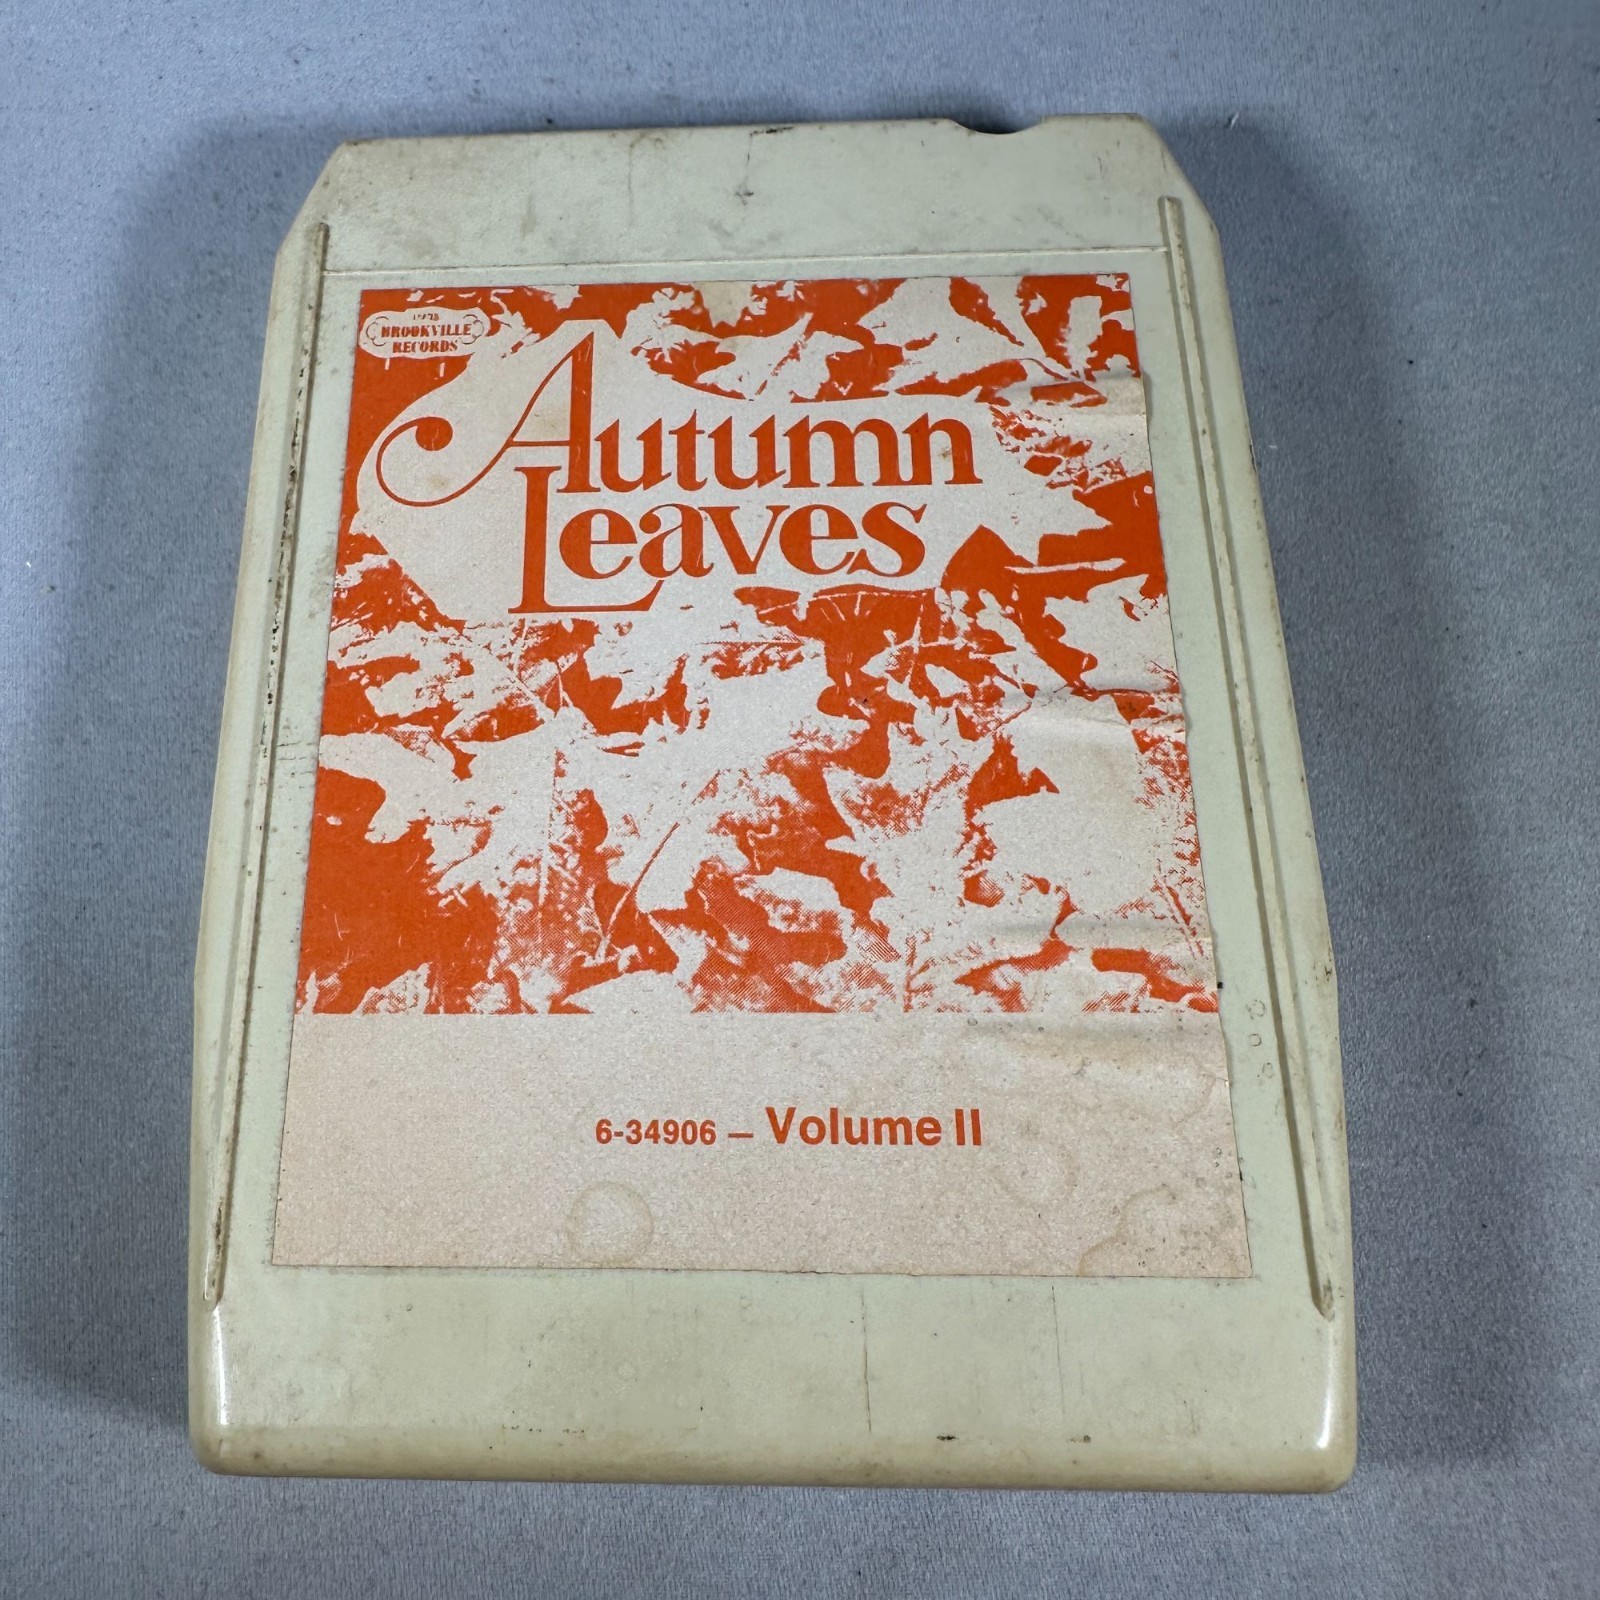 BROOKVILLE
RECORDS
Autumn
Leaves
6-34906 – Volume II